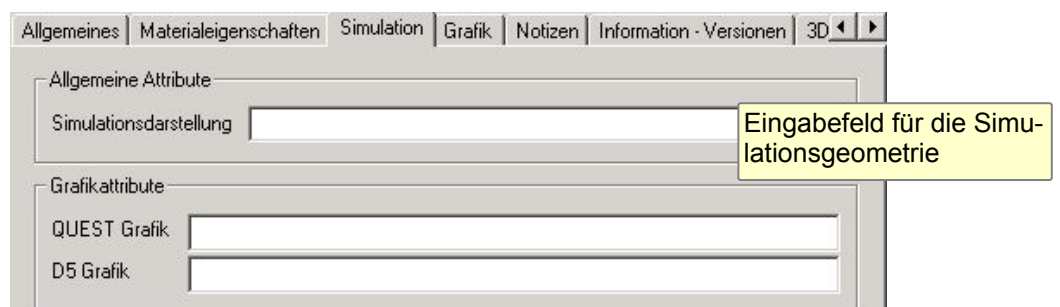 Allgemeines Materialeigenschaften Simulation Grafik Notizen Information - Versionen 3D
Allgemeine Attribute
Simulationsdarstellung
Eingabefeld für die Simu-
lationsgeometrie
Grafikattribute
QUEST Grafik
D5 Grafik